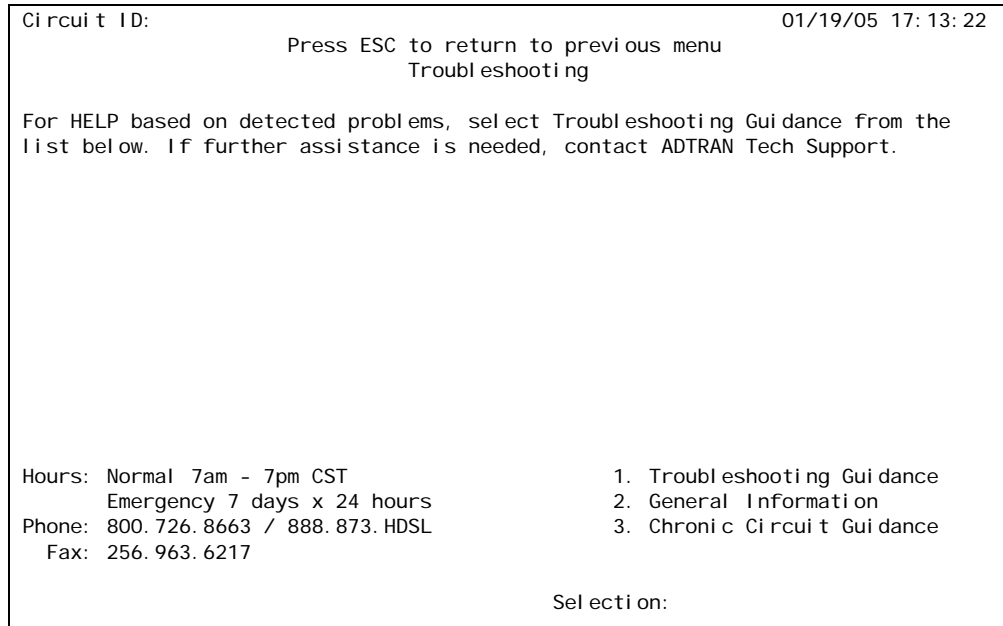 Circuit ID: 01/19/05 17:13:22
Press ESC to return to previous menu
Troubleshooting
For HELP based on detected problems, select Troubleshooting Guidance from the
list below. If further assistance is needed, contact ADTRAN Tech Support.
Hours: Normal 7am - 7pm CST 1. Troubleshooting Guidance
Emergency 7 days x 24 hours 2. General Information
Phone: 800.726.8663 / 888.873.HDSL 3. Chronic Circuit Guidance
Fax: 256.963.6217
Selection: